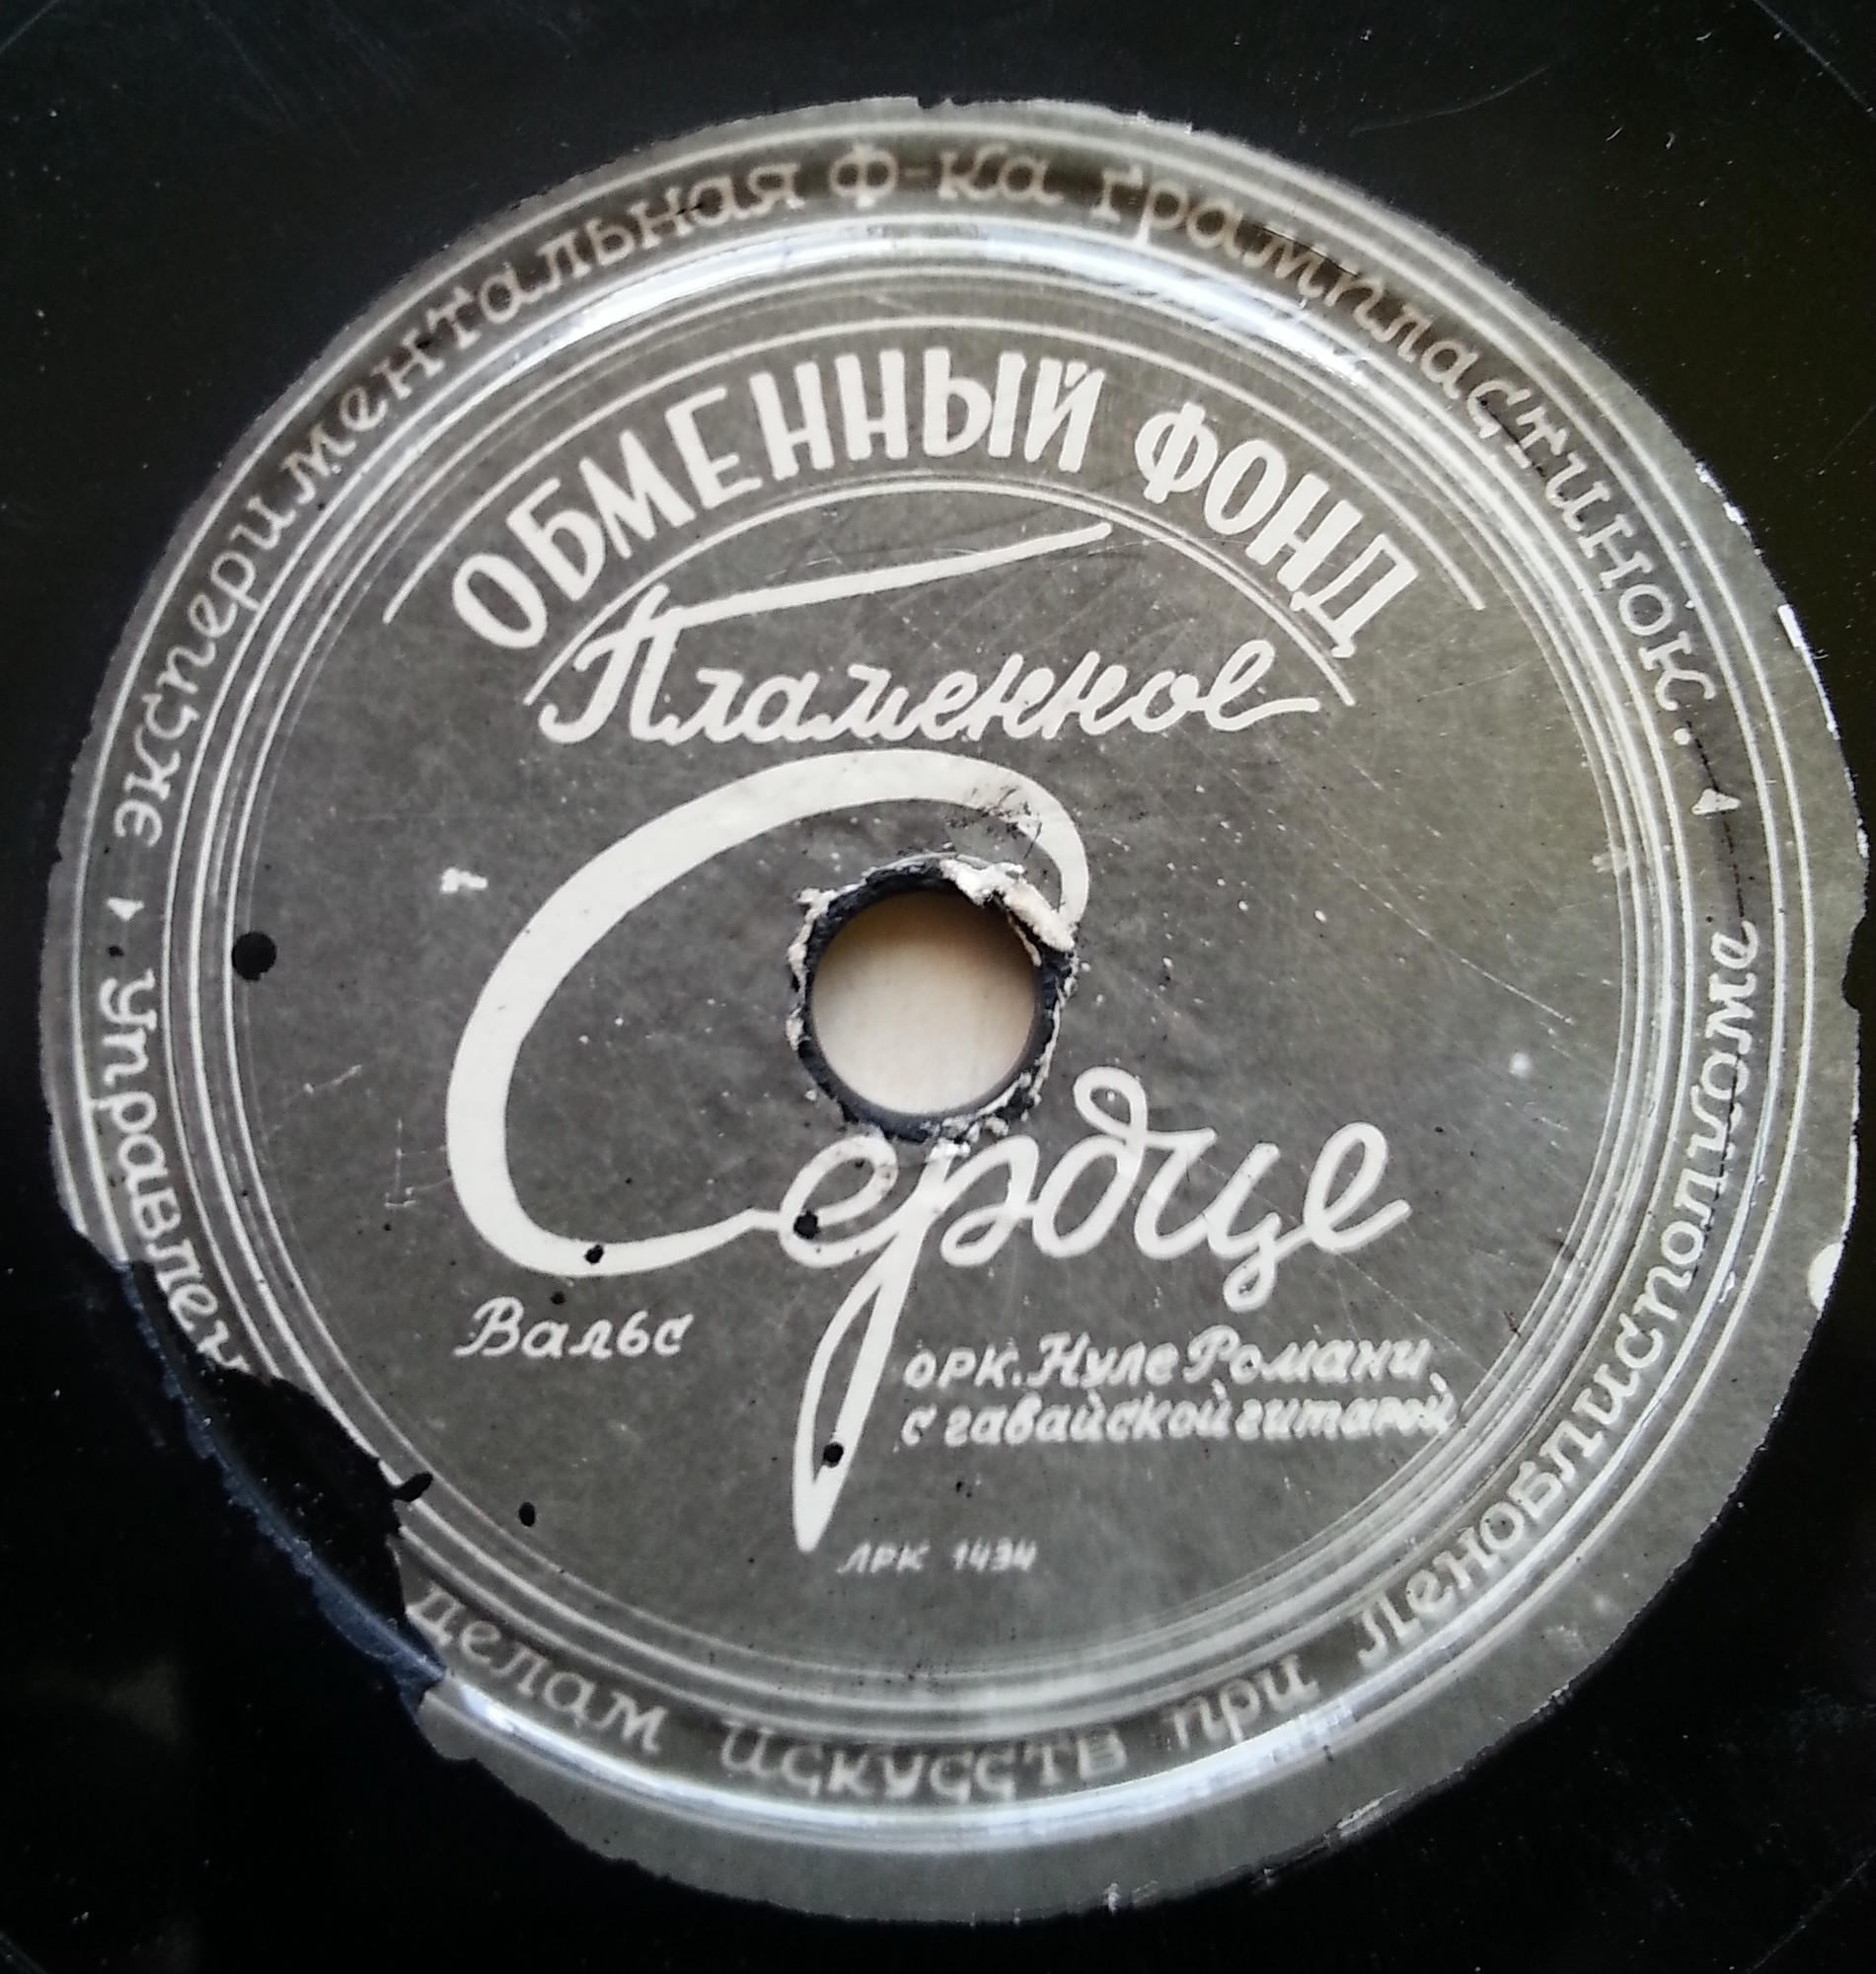 Экспериментальная ф-ка грампластинок.
Управлен делам искусств при Леноблисполкоме
ОБМЕННЫЙ ФОНД
Пламенное
Сердце
Вальс
орк. Нуле Романи
с гавайской гитарой
ЛРК 1434